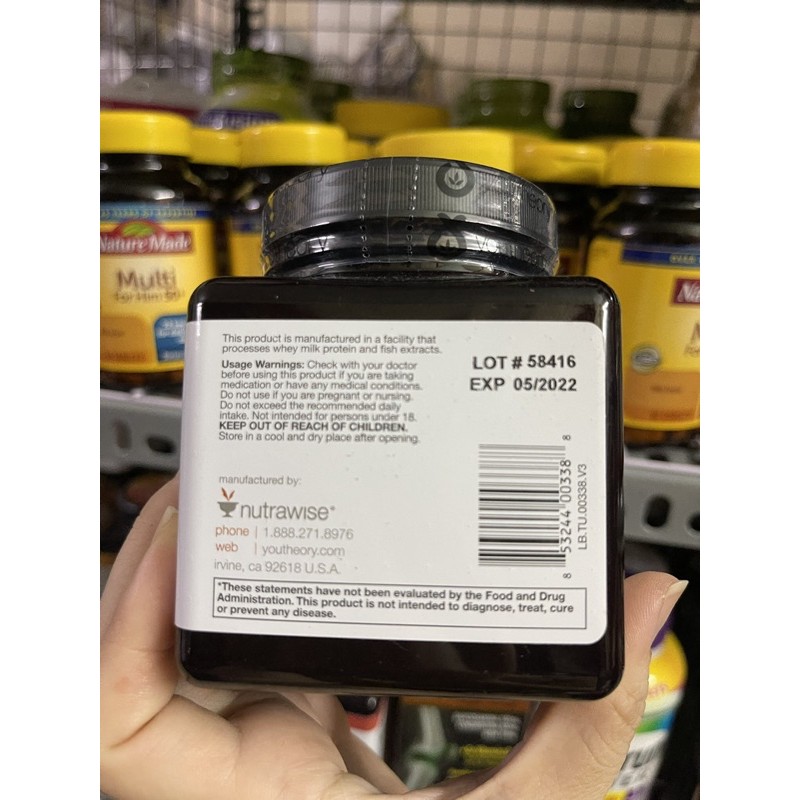 Nature Made
Multi
For Him 50+
This product is manufactured in a facility that
processes whey milk protein and fish extracts.
Usage Warnings: Check with your doctor
before using this product if you are taking
medication or have any medical conditions.
Do not use if you are pregnant or nursing.
Do not exceed the recommended daily
intake. Not intended for persons under 18.
KEEP OUT OF REACH OF CHILDREN.
Store in a cool and dry place after opening.
LOT # 58416
EXP 05/2022
manufactured by:
nutrawise®
phone | 1.888.271.8976
web | youtheory.com
irvine, ca 92618 U.S.A.
8 53244 00338 8
LB.TU.00338.V3
*These statements have not been evaluated by the Food and Drug
Administration. This product is not intended to diagnose, treat, cure
or prevent any disease.